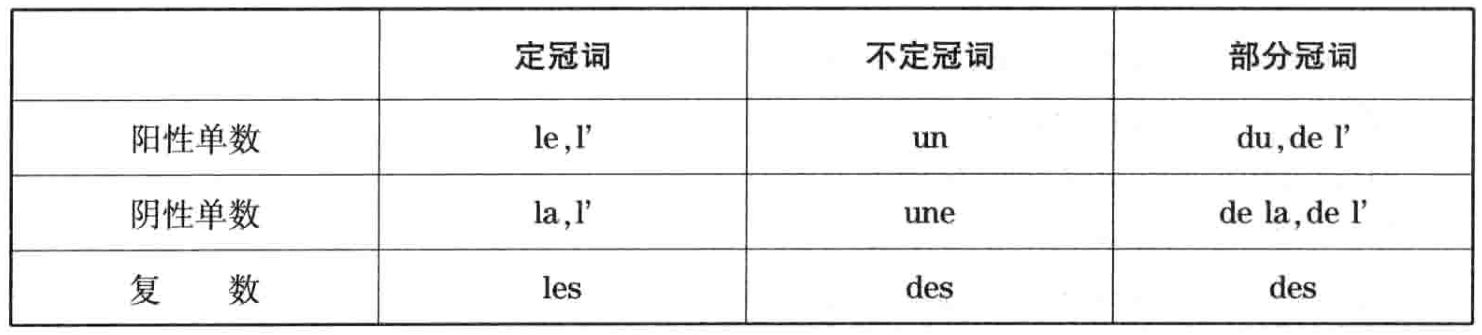 定冠词 不定冠词 部分冠词
阳性单数 le,l’ un du,de l’
阴性单数 la,l’ une de la,de l’
复 数 les des des